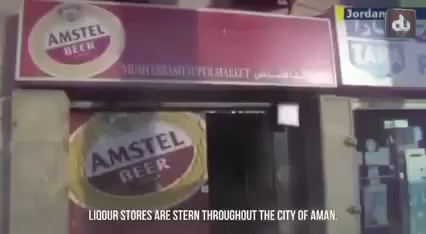 Jordan
AMSTEL
BEER
MUSHARBASH SUPER MARKET
AMSTEL
BEER
LIQOUR STORES ARE STERN THROUGHOUT THE CITY OF AMAN.